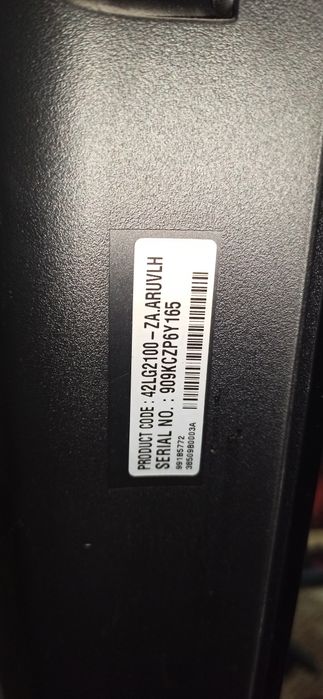 PRODUCT CODE : 42LG2100-ZA.ARUVLH
SERIAL NO. : 909KCZP6Y165
99185772
3850980003A